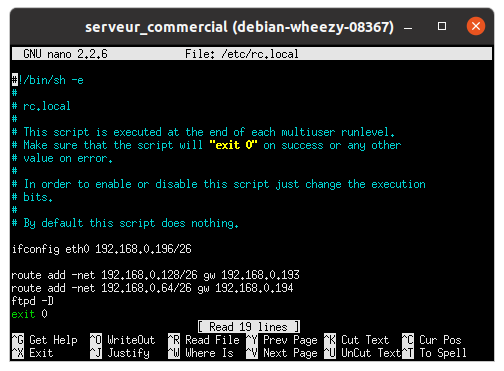 serveur_commercial (debian-wheezy-08367)
GNU nano 2.2.6 File: /etc/rc.local
#!/bin/sh -e
#
# rc.local
#
# This script is executed at the end of each multiuser runlevel.
# Make sure that the script will "exit 0" on success or any other
# value on error.
#
# In order to enable or disable this script just change the execution
# bits.
#
# By default this script does nothing.
ifconfig eth0 192.168.0.196/26
route add -net 192.168.0.128/26 gw 192.168.0.193
route add -net 192.168.0.64/26 gw 192.168.0.194
ftpd -D
exit 0
[ Read 19 lines ]
^G Get Help ^O WriteOut ^R Read File ^Y Prev Page ^K Cut Text ^C Cur Pos
^X Exit ^J Justify ^W Where Is ^V Next Page ^U UnCut Text^T To Spell